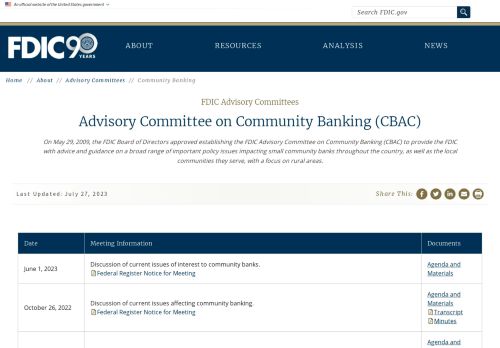 An official website of the United States government
Search FDIC.gov
FDIC 90 YEARS
ABOUT
RESOURCES
ANALYSIS
NEWS
Home // About // Advisory Committees // Community Banking
FDIC Advisory Committees
Advisory Committee on Community Banking (CBAC)
On May 29, 2009, the FDIC Board of Directors approved establishing the FDIC Advisory Committee on Community Banking (CBAC) to provide the FDIC
with advice and guidance on a broad range of important policy issues impacting small community banks throughout the country, as well as the local
communities they serve, with a focus on rural areas.
Last Updated: July 27, 2023
Share This:
Date
Meeting Information
Documents
June 1, 2023
Discussion of current issues of interest to community banks.
Federal Register Notice for Meeting
Agenda and
Materials
October 26, 2022
Discussion of current issues affecting community banking.
Federal Register Notice for Meeting
Agenda and
Materials
Transcript
Minutes
Agenda and